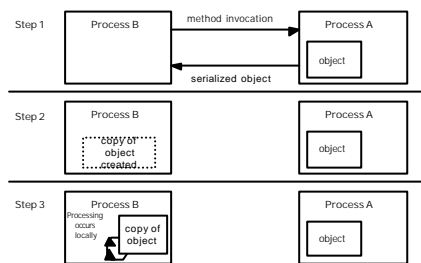 Step 1
Process B
method invocation
Process A
object
serialized object
Step 2
Process B
copy of
object
created
Process A
object
Step 3
Process B
Processing
occurs
locally
copy of
object
Process A
object